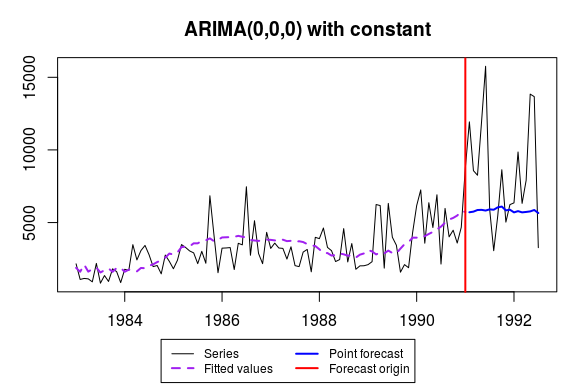 ARIMA(0,0,0) with constant
15000
10000
5000
1984 1986 1988 1990 1992
Series Point forecast
Fitted values Forecast origin